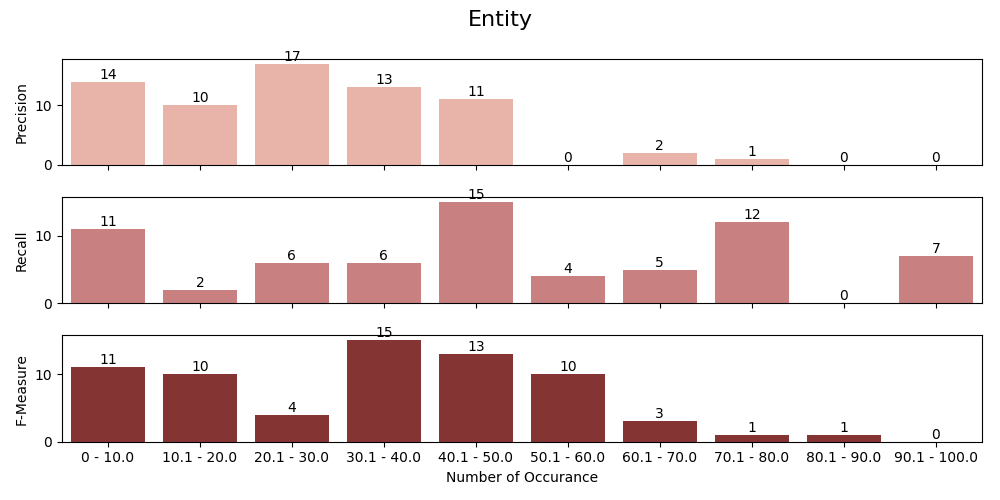 Entity
Precision
10
0
14 10 17 13 11 0 2 1 0 0
Recall
10
0
11 2 6 6 15 4 5 12 0 7
F-Measure
10
0
11 10 4 15 13 10 3 1 1 0
0 - 10.0 10.1 - 20.0 20.1 - 30.0 30.1 - 40.0 40.1 - 50.0 50.1 - 60.0 60.1 - 70.0 70.1 - 80.0 80.1 - 90.0 90.1 - 100.0
Number of Occurance